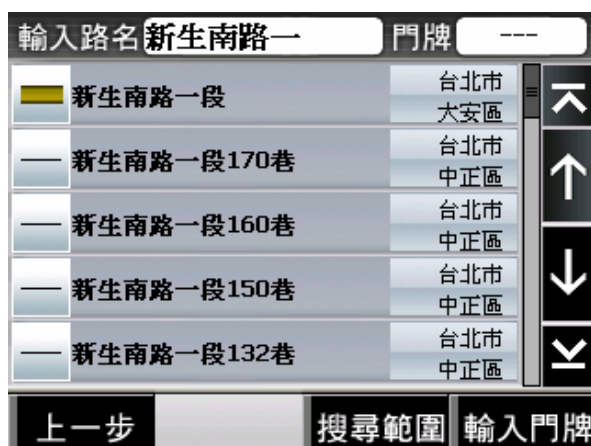 輸入路名 新生南路一 門牌 ---
新生南路一段 台北市
大安區
新生南路一段170巷 台北市
中正區
新生南路一段160巷 台北市
中正區
新生南路一段150巷 台北市
中正區
新生南路一段132巷 台北市
中正區
上一步 搜尋範圍 輸入門牌